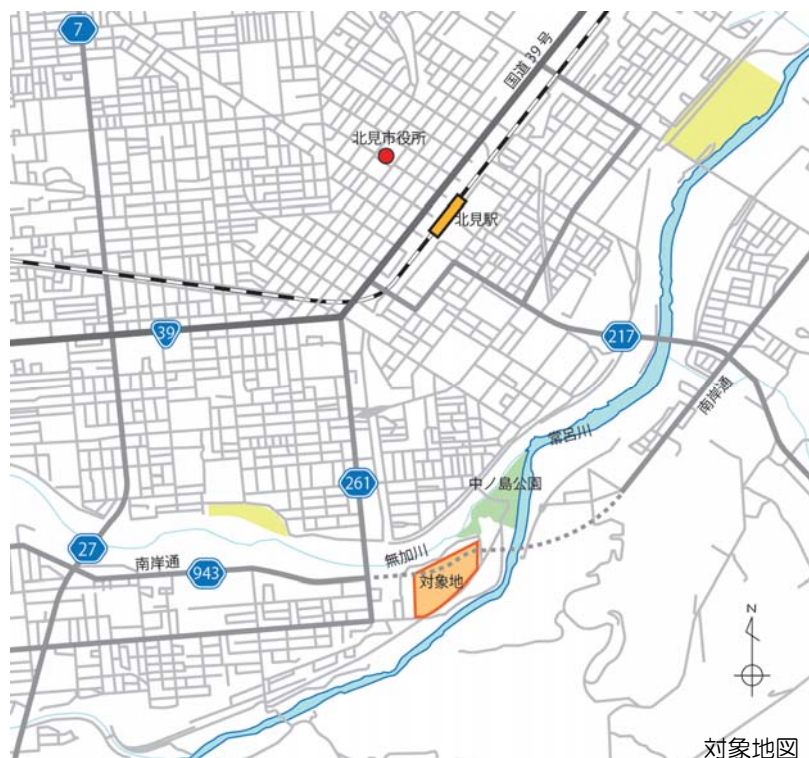 7
国道39号
北見市役所
北見駅
39
217
南岸通
常呂川
中ノ島公園
261
無加川
27
南岸通
943
対象地
N
対象地図